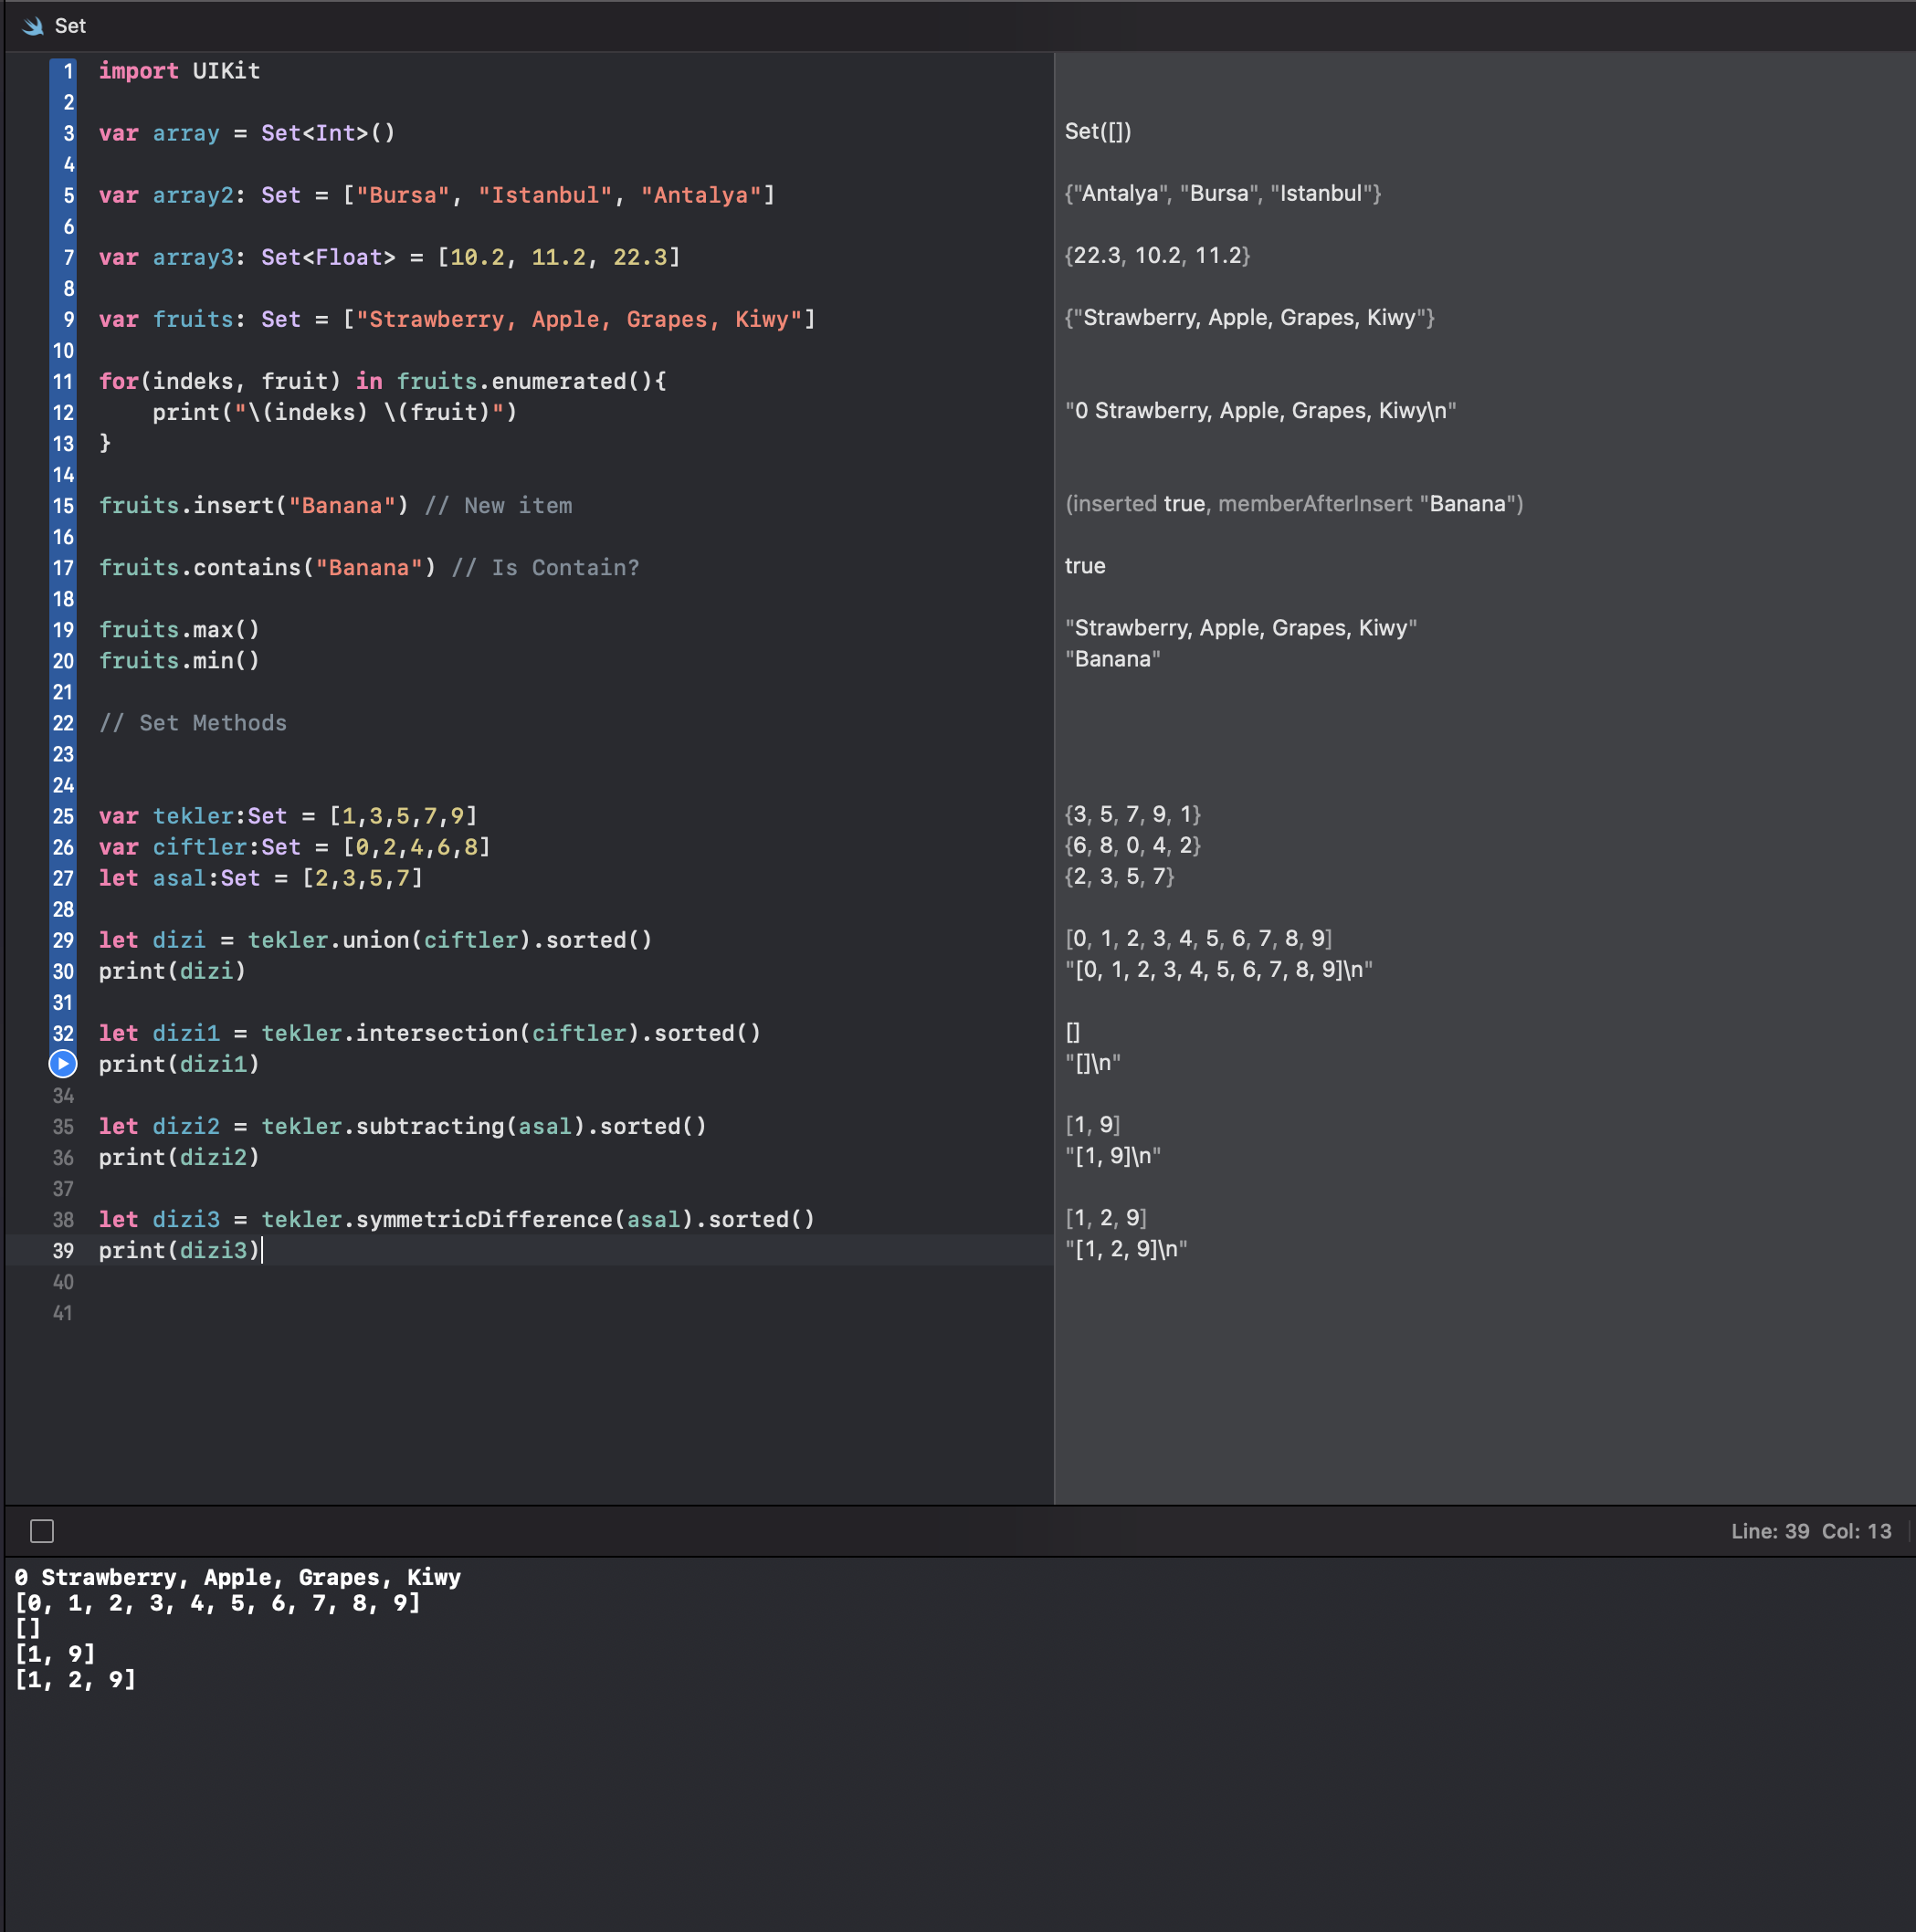 Set
1 import UIKit
2
3 var array = Set<Int>()
Set([])
4
5 var array2: Set = ["Bursa", "Istanbul", "Antalya"]
{"Antalya", "Bursa", "Istanbul"}
6
7 var array3: Set<Float> = [10.2, 11.2, 22.3]
{22.3, 10.2, 11.2}
8
9 var fruits: Set = ["Strawberry, Apple, Grapes, Kiwy"]
{"Strawberry, Apple, Grapes, Kiwy"}
10
11 for(indeks, fruit) in fruits.enumerated(){
12 print("\(indeks) \(fruit)")
"0 Strawberry, Apple, Grapes, Kiwy\n"
13 }
14
15 fruits.insert("Banana") // New item
(inserted true, memberAfterInsert "Banana")
16
17 fruits.contains("Banana") // Is Contain?
true
18
19 fruits.max()
"Strawberry, Apple, Grapes, Kiwy"
20 fruits.min()
"Banana"
21
22 // Set Methods
23
24
25 var tekler:Set = [1,3,5,7,9]
{3, 5, 7, 9, 1}
26 var ciftler:Set = [0,2,4,6,8]
{6, 8, 0, 4, 2}
27 let asal:Set = [2,3,5,7]
{2, 3, 5, 7}
28
29 let dizi = tekler.union(ciftler).sorted()
[0, 1, 2, 3, 4, 5, 6, 7, 8, 9]
30 print(dizi)
"[0, 1, 2, 3, 4, 5, 6, 7, 8, 9]\n"
31
32 let dizi1 = tekler.intersection(ciftler).sorted()
[]
print(dizi1)
"[]\n"
34
35 let dizi2 = tekler.subtracting(asal).sorted()
[1, 9]
36 print(dizi2)
"[1, 9]\n"
37
38 let dizi3 = tekler.symmetricDifference(asal).sorted()
[1, 2, 9]
39 print(dizi3)
"[1, 2, 9]\n"
40
41
Line: 39 Col: 13
0 Strawberry, Apple, Grapes, Kiwy
[0, 1, 2, 3, 4, 5, 6, 7, 8, 9]
[]
[1, 9]
[1, 2, 9]